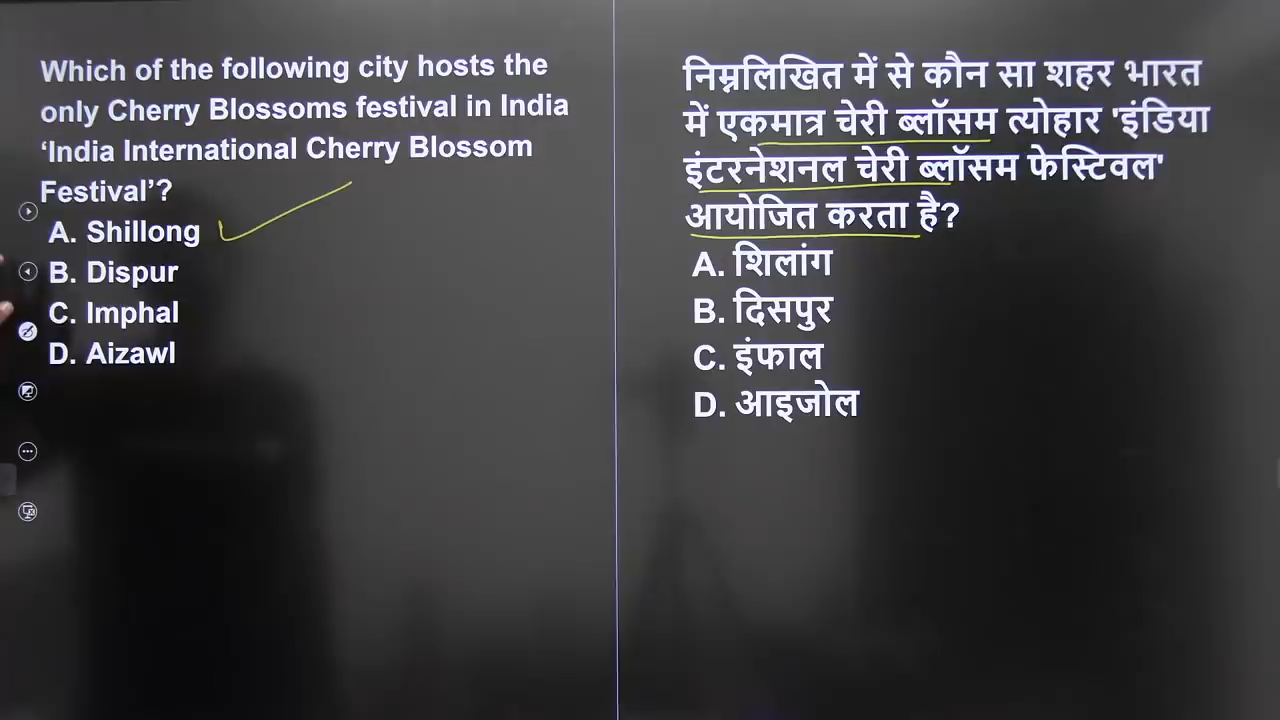 Which of the following city hosts the
only Cherry Blossoms festival in India
‘India International Cherry Blossom
Festival’?
A. Shillong
B. Dispur
C. Imphal
D. Aizawl
निम्नलिखित में से कौन सा शहर भारत
में एकमात्र चेरी ब्लॉसम त्योहार 'इंडिया
इंटरनेशनल चेरी ब्लॉसम फेस्टिवल'
आयोजित करता है?
A. शिलांग
B. दिसपुर
C. इंफाल
D. आइजोल